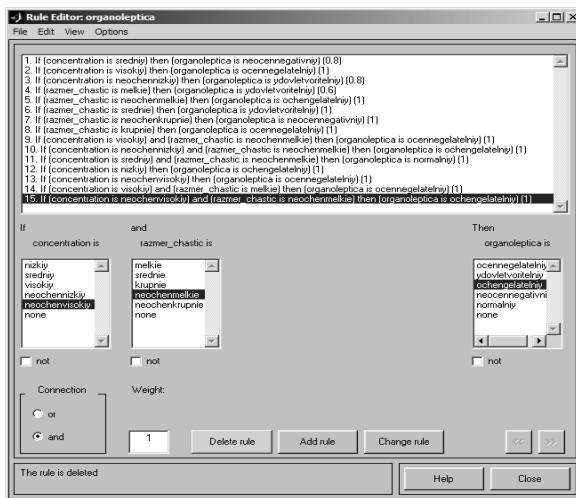 Rule Editor: organoleptica
File Edit View Options
1. If (concentration is sredniy) then (organoleptica is neocennegativniy) (0.8)
2. If (concentration is visokiy) then (organoleptica is ocennegelatelniy) (1)
3. If (concentration is neochennizkiy) then (organoleptica is ydovletvoritelniy) (0.8)
4. If (razmer_chastic is melkie) then (organoleptica is ydovletvoritelniy) (0.6)
5. If (razmer_chastic is neochenmelkie) then (organoleptica is ochengelatelniy) (1)
6. If (razmer_chastic is srednie) then (organoleptica is ydovletvoritelniy) (1)
7. If (razmer_chastic is neochenkrupnie) then (organoleptica is neocennegativniy) (1)
8. If (razmer_chastic is krupnie) then (organoleptica is ocennegelatelniy) (1)
9. If (concentration is visokiy) and (razmer_chastic is neochenmelkie) then (organoleptica is ocennegelatelniy) (1)
10. If (concentration is neochennizkiy) and (razmer_chastic is neochenmelkie) then (organoleptica is ochengelatelniy) (1)
11. If (concentration is sredniy) and (razmer_chastic is neochenmelkie) then (organoleptica is normalniy) (1)
12. If (concentration is nizkiy) then (organoleptica is ochengelatelniy) (1)
13. If (concentration is neochenvisokiy) then (organoleptica is ocennegelatelniy) (1)
14. If (concentration is visokiy) and (razmer_chastic is melkie) then (organoleptica is ocennegelatelniy) (1)
15. If (concentration is neochenvisokiy) and (razmer_chastic is neochenmelkie) then (organoleptica is ochengelatelniy) (1)
If and Then
concentration is razmer_chastic is organoleptica is
nizkiy melkie ocennegelatelniy
sredniy srednie ydovletvoritelniy
visokiy krupnie ochengelatelniy
neochennizkiy neochenmelkie neocennegativni
neochenvisokiy neochenkrupnie normalniy
none none none
not not not
Connection Weight:
or
and 1 Delete rule Add rule Change rule << >>
The rule is deleted Help Close